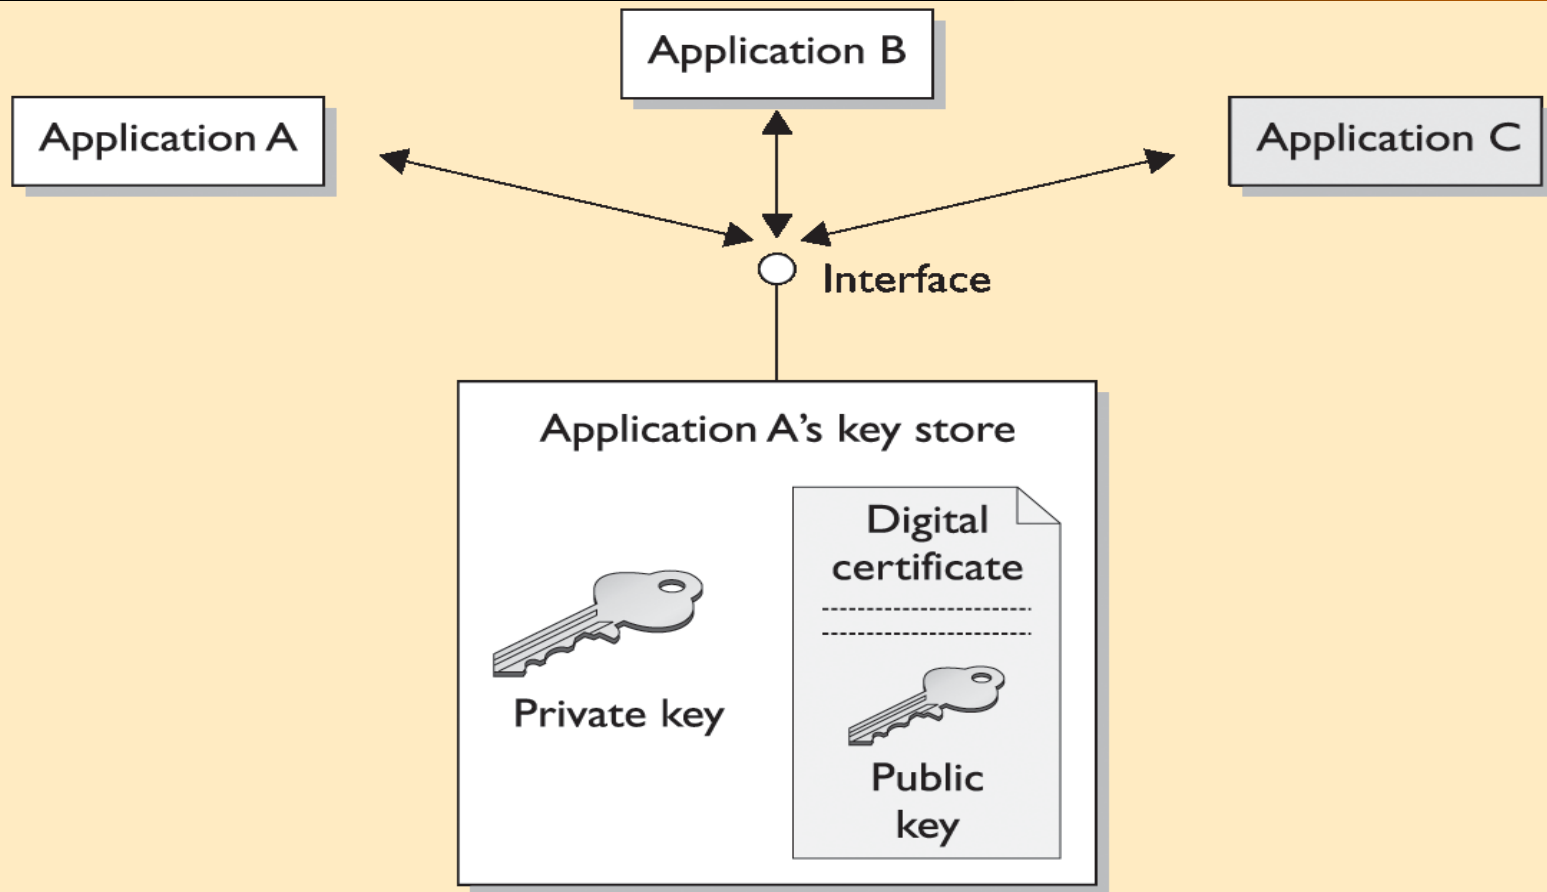 Application B
Application A
Application C
Interface
Application A’s key store
Digital
certificate
Private key
Public
key